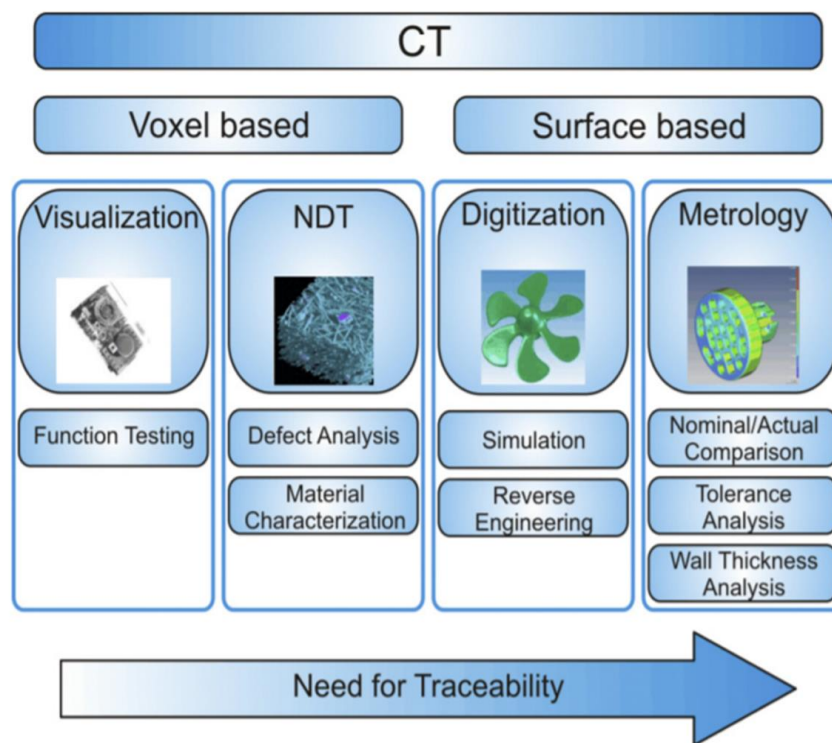 CT
Voxel based
Surface based
Visualization
NDT
Digitization
Metrology
Function Testing
Defect Analysis
Simulation
Nominal/Actual
Comparison
Material
Characterization
Reverse
Engineering
Tolerance
Analysis
Wall Thickness
Analysis
Need for Traceability